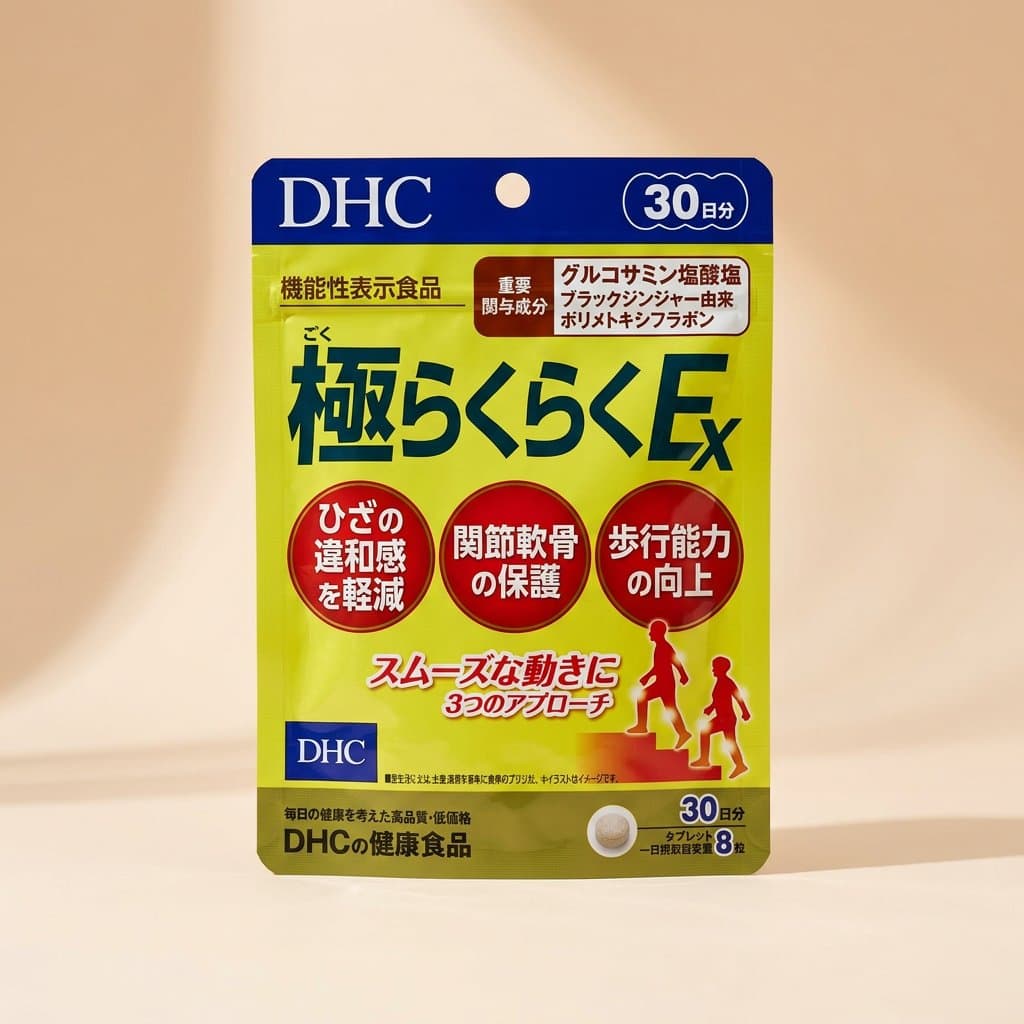 DHC
30日分
機能性表示食品
重要
関与成分
グルコサミン塩酸塩
ブラックジンジャー由来
ポリメトキシフラボン
ごく
極らくらくEx
ひざの
違和感
を軽減
関節軟骨
の保護
歩行能力
の向上
スムーズな動きに
3つのアプローチ
DHC
毎日の健康を考えた高品質・低価格
DHCの健康食品
30日分
タブレット
一日摂取目安量 8粒